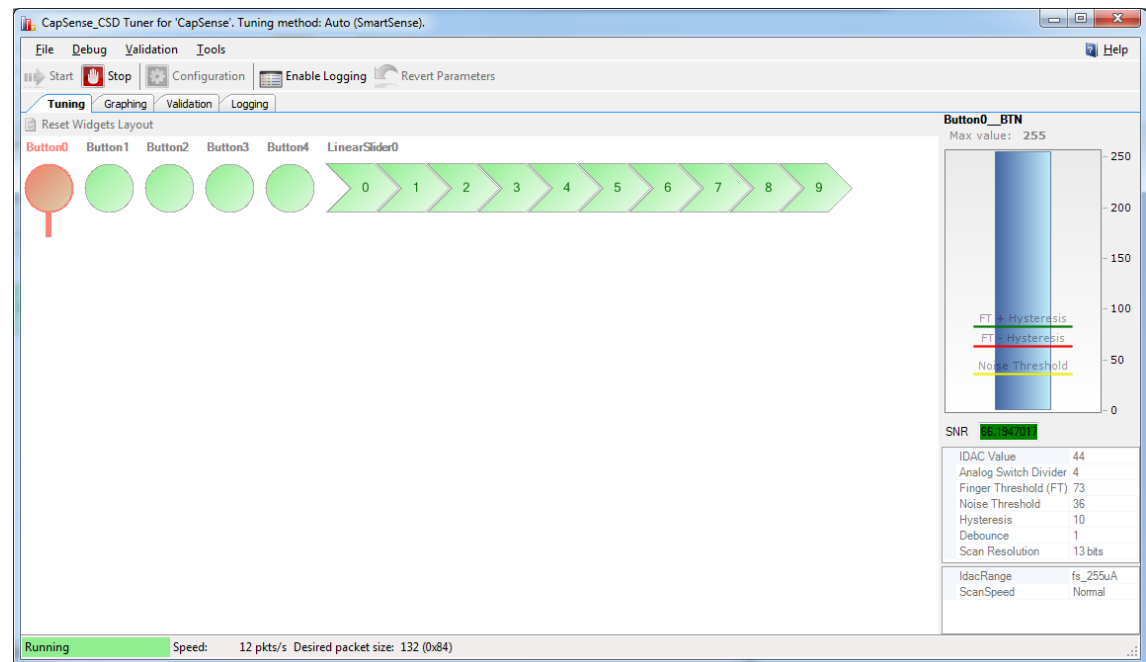 CapSense_CSD Tuner for 'CapSense'. Tuning method: Auto (SmartSense).
File Debug Validation Tools Help
Start Stop Configuration Enable Logging Revert Parameters
Tuning Graphing Validation Logging
Reset Widgets Layout
Button0 Button1 Button2 Button3 Button4 LinearSlider0
0 1 2 3 4 5 6 7 8 9
Button0__BTN
Max value: 255
250
200
150
100
FT + Hysteresis
FT - Hysteresis
50
Noise Threshold
0
SNR 66.1947017
IDAC Value 44
Analog Switch Divider 4
Finger Threshold (FT) 73
Noise Threshold 36
Hysteresis 10
Debounce 1
Scan Resolution 13 bits
IdacRange fs_255uA
ScanSpeed Normal
Running Speed: 12 pkts/s Desired packet size: 132 (0x84)